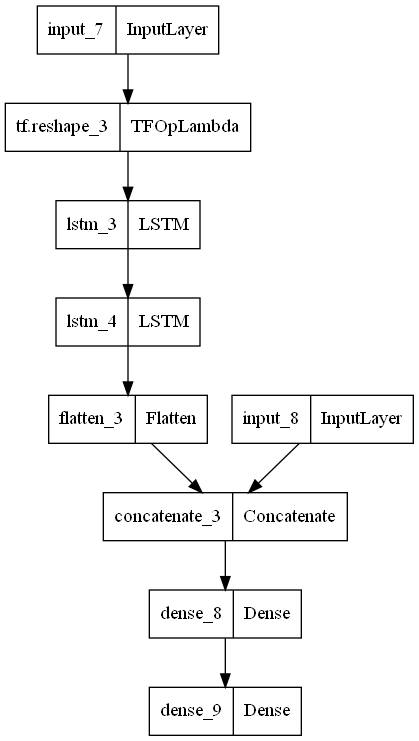 input_7 InputLayer
tf.reshape_3 TFOpLambda
lstm_3 LSTM
lstm_4 LSTM
flatten_3 Flatten
input_8 InputLayer
concatenate_3 Concatenate
dense_8 Dense
dense_9 Dense